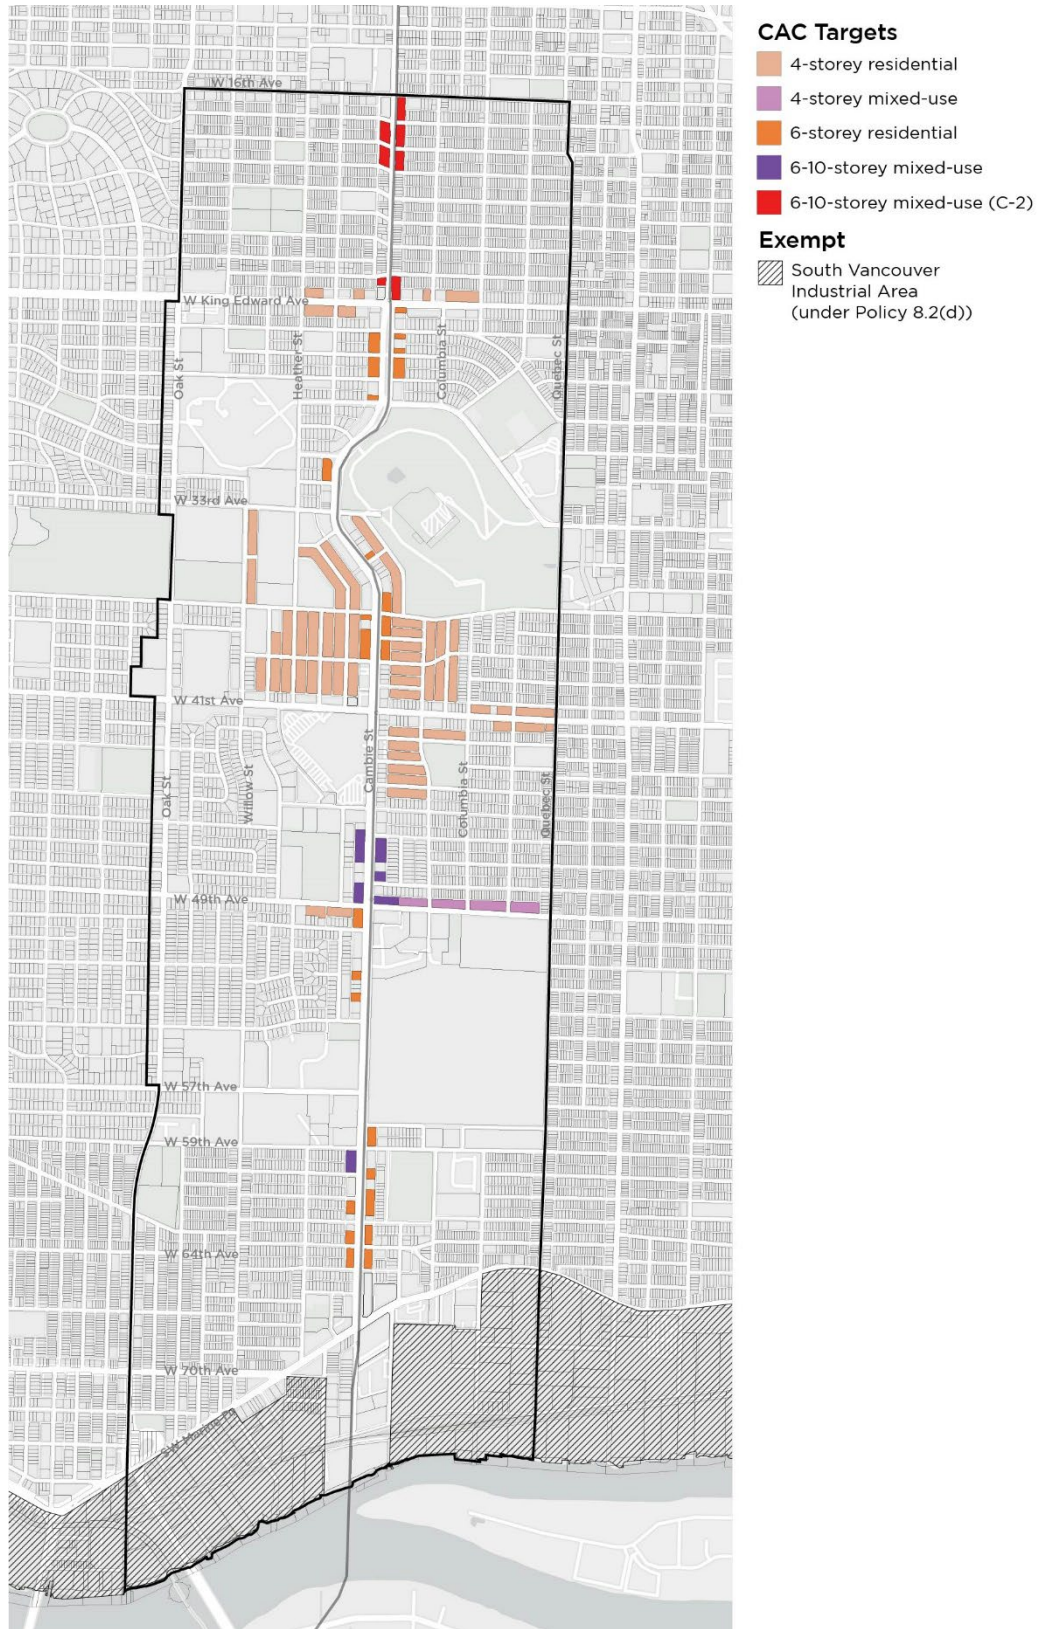 CAC Targets
4-storey residential
4-storey mixed-use
6-storey residential
6-10-storey mixed-use
6-10-storey mixed-use (C-2)
Exempt
South Vancouver
Industrial Area
(under Policy 8.2(d))
W 16th Ave
W King Edward Ave
Oak St
Heather St
Columbia St
Quebec St
W 33rd Ave
W 41st Ave
Cambie St
Oak St
Willow St
Columbia St
Quebec St
W 49th Ave
W 57th Ave
W 59th Ave
W 64th Ave
W 70th Ave
SW Marine Dr